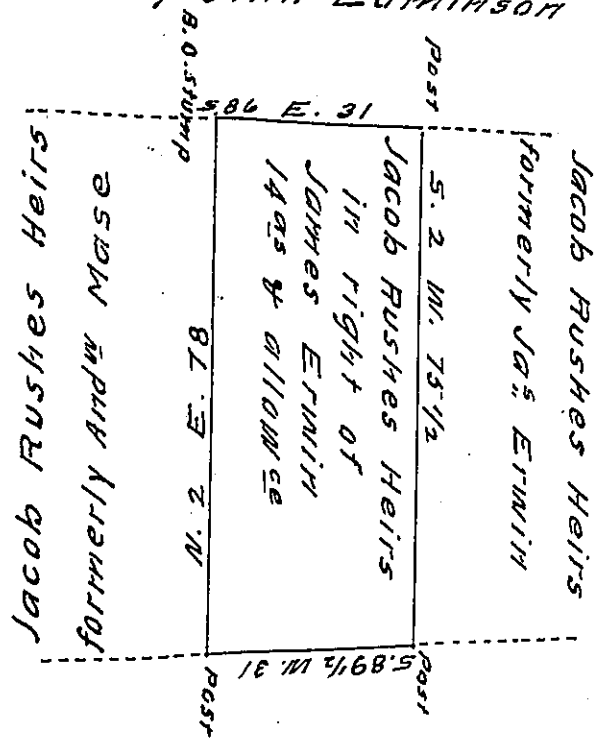 John
B.O. stump
Post
S 86 E. 31
Jacob Rushes Heirs
formerly Jas. Erwin
S. 2 W. 75 1/2
Jacob Rushes Heirs
in right of
James Erwin
14as & allowce
N. 2 E. 78
Jacob Rushes Heirs
formerly Andw Mase
S. 89 1/2 W. 31
Post
Post